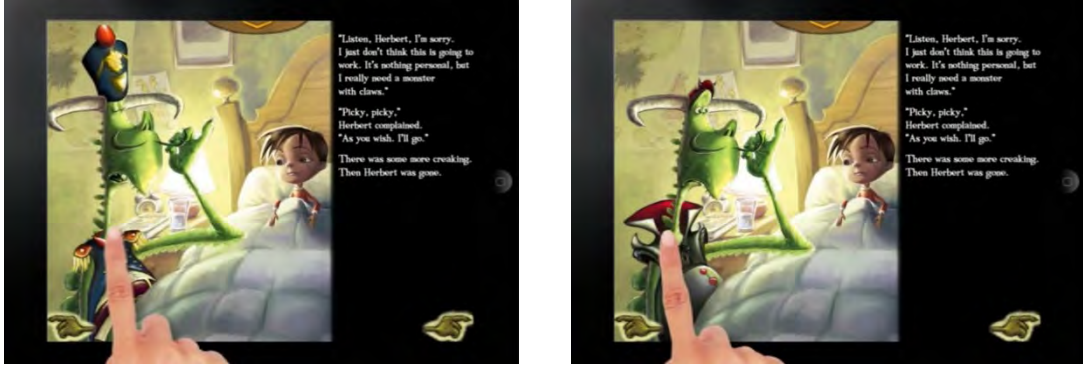 "Listen, Herbert, I'm sorry.
I just don't think this is going to
work. It's nothing personal, but
I really need a monster
with claws."
"Picky, picky,"
Herbert complained.
"As you wish. I'll go."
There was some more creaking.
Then Herbert was gone.
"Listen, Herbert, I'm sorry.
I just don't think this is going to
work. It's nothing personal, but
I really need a monster
with claws."
"Picky, picky,"
Herbert complained.
"As you wish. I'll go."
There was some more creaking.
Then Herbert was gone.